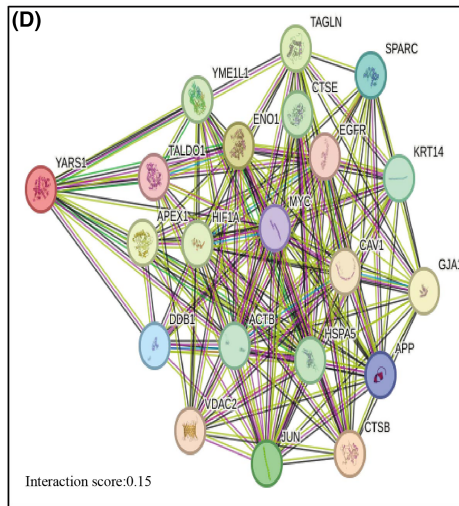 (D)
TAGLN
SPARC
YME1L1
CTSE
ENO1
EGFR
TALDO1
KRT14
YARS1
MYC
APEX1
HIF1A
CAV1
GJA1
DDB1
ACTB
HSPA5
APP
VDAC2
JUN
CTSB
Interaction score:0.15